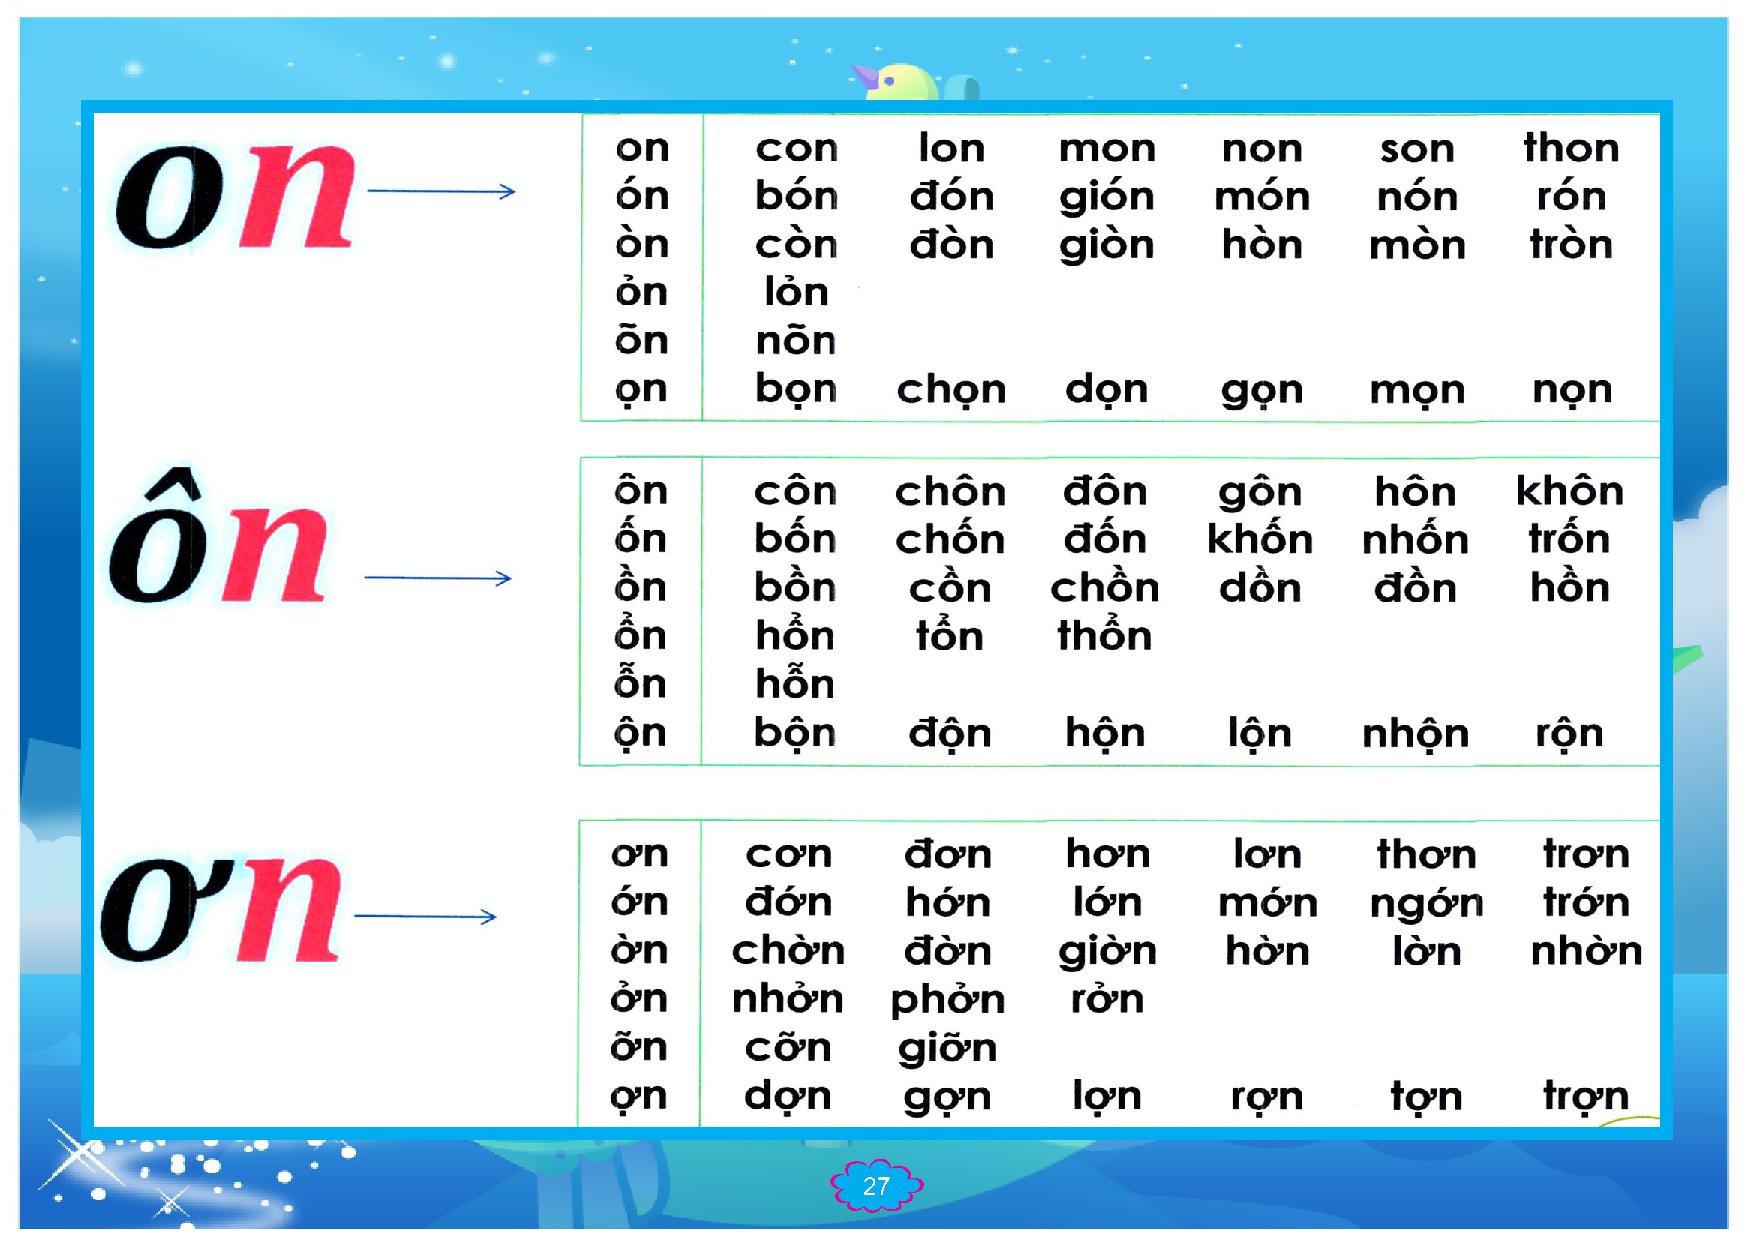 on
on con lon mon non son thon
ón bón đón gión món nón rón
òn còn đòn giòn hòn mòn tròn
ỏn lỏn
õn nõn
ọn bọn chọn dọn gọn mọn nọn
ôn
ôn côn chôn đôn gôn hôn khôn
ốn bốn chốn đốn khốn nhốn trốn
ồn bồn cồn chồn dồn đồn hồn
ổn hổn tổn thổn
ỗn hỗn
ộn bộn độn hộn lộn nhộn rộn
ơn
ơn cơn đơn hơn lơn thơn trơn
ớn đớn hớn lớn mớn ngớn trớn
ờn chờn đờn giờn hờn lờn nhờn
ởn nhởn phởn rởn
ỡn cỡn giỡn
ợn dợn gợn lợn rợn tợn trợn
27